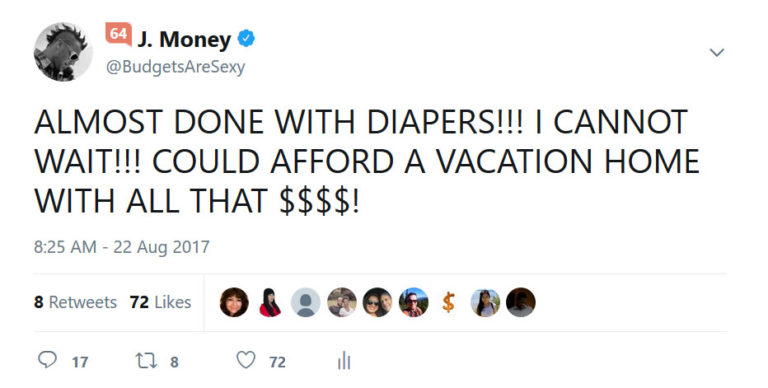 64 J. Money
@BudgetsAreSexy
ALMOST DONE WITH DIAPERS!!! I CANNOT
WAIT!!! COULD AFFORD A VACATION HOME
WITH ALL THAT $$$$!
8:25 AM - 22 Aug 2017
8 Retweets 72 Likes
17 8 72